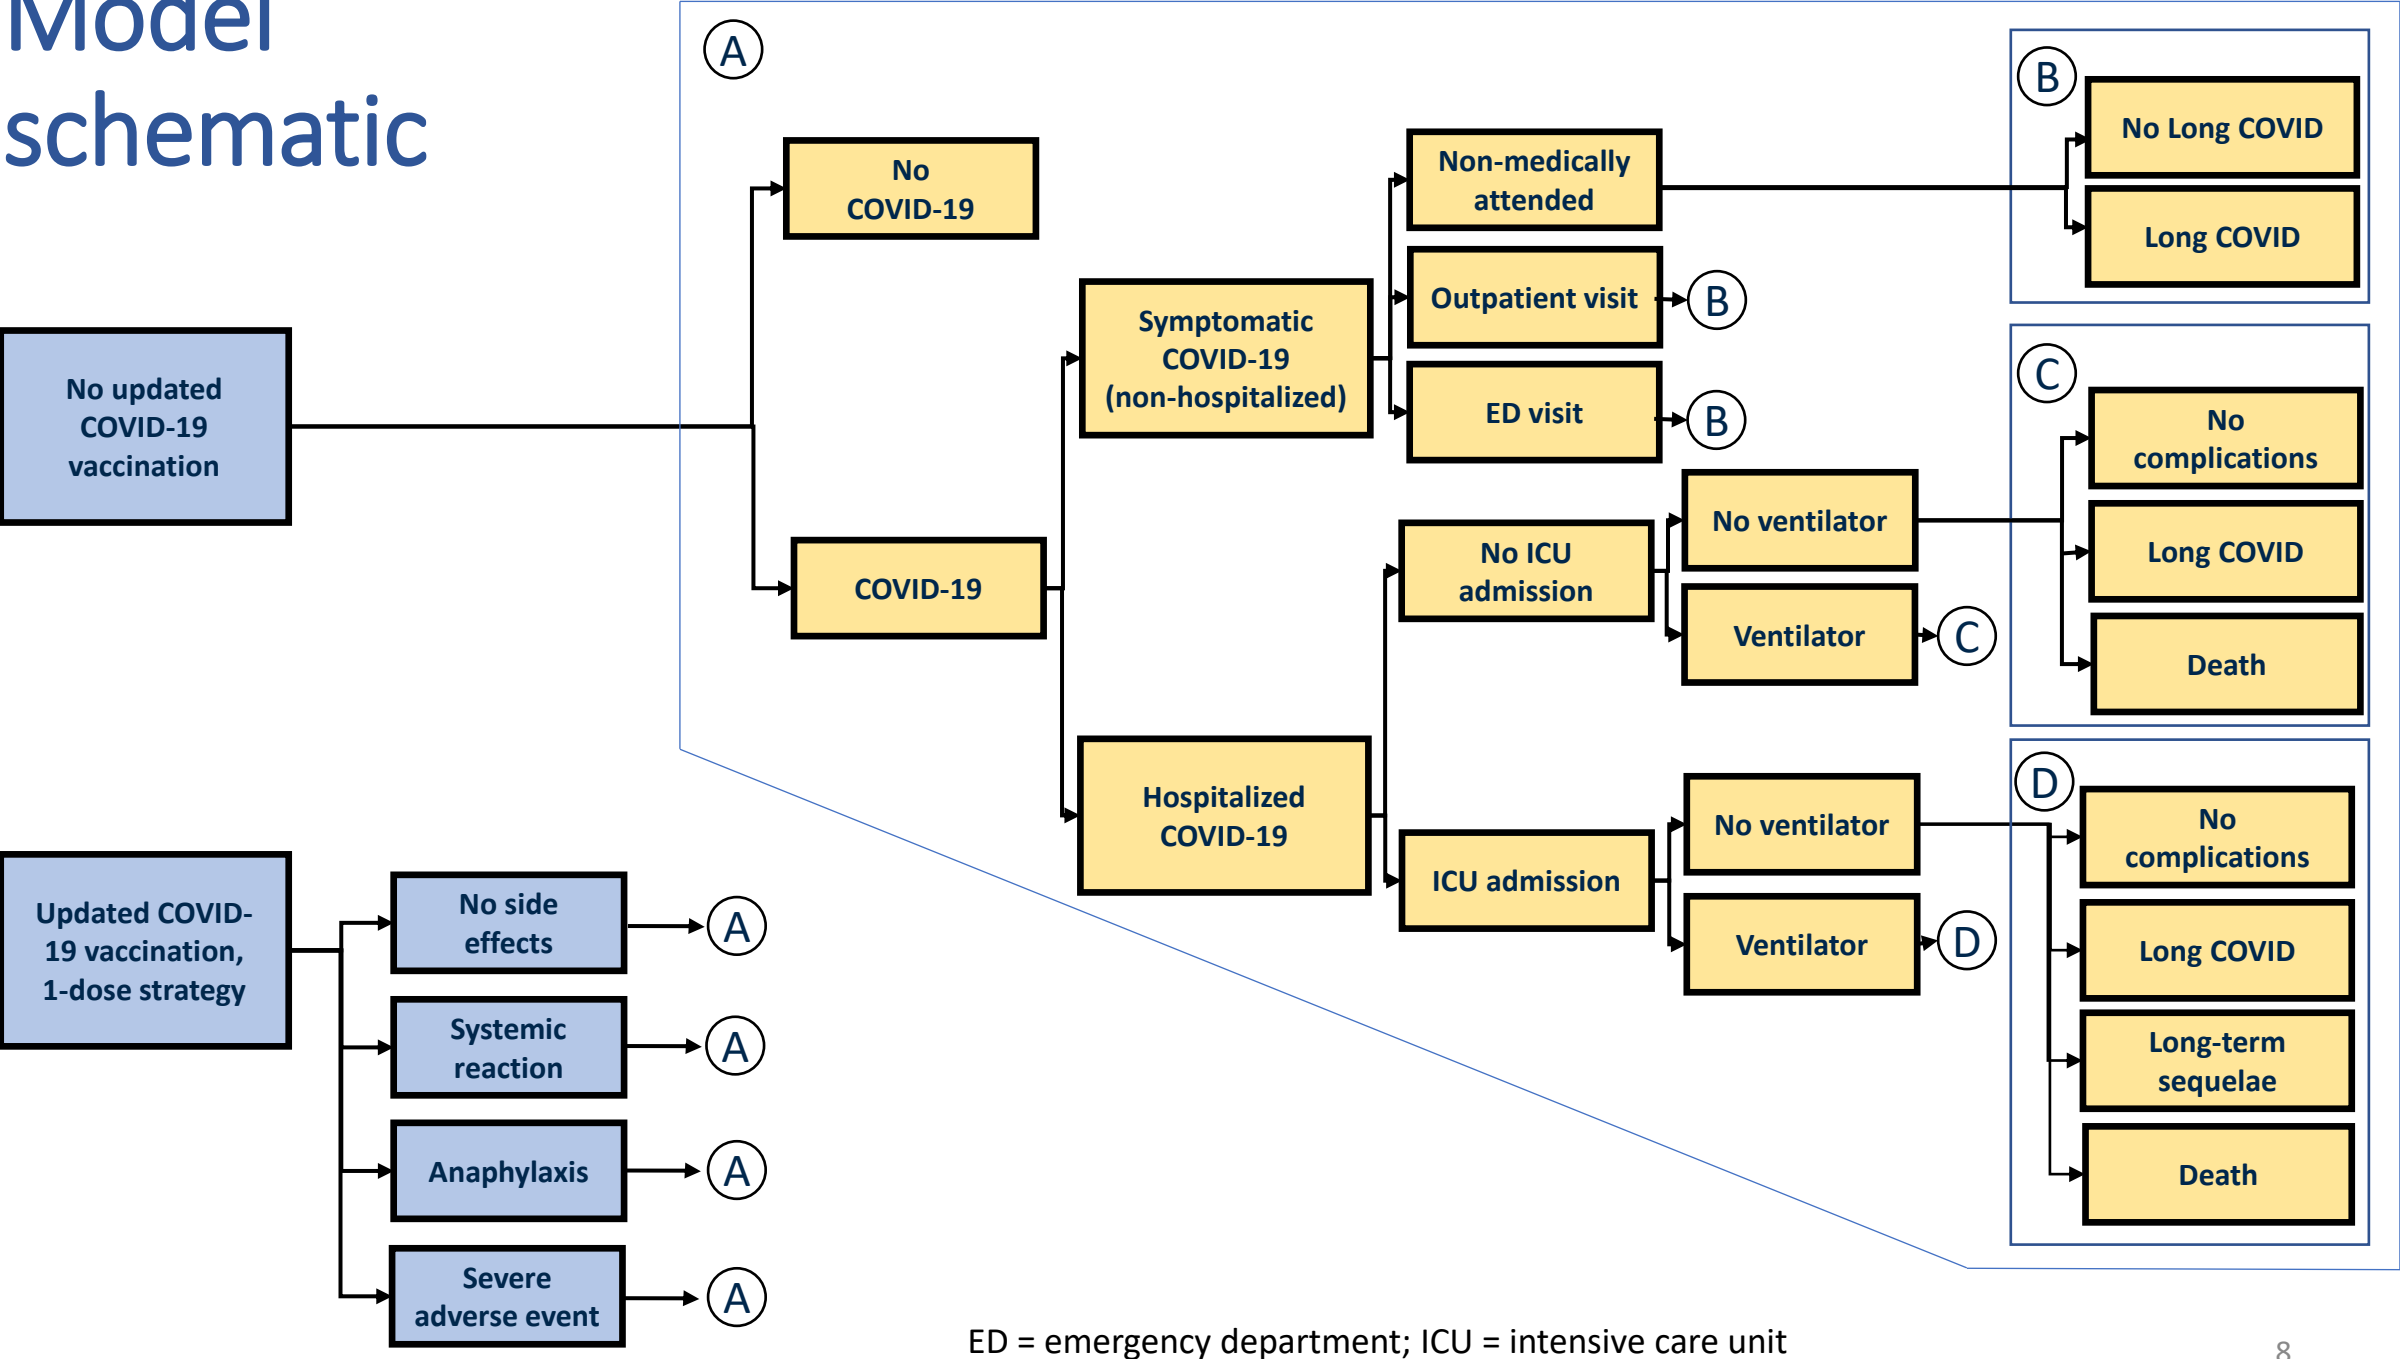 Model
schematic
A
No
COVID-19
No updated
COVID-19
vaccination
COVID-19
Symptomatic
COVID-19
(non-hospitalized)
Hospitalized
COVID-19
Non-medically
attended
Outpatient visit
B
ED visit
B
No ICU
admission
ICU admission
No ventilator
Ventilator
C
No ventilator
Ventilator
D
B
No Long COVID
Long COVID
C
No
complications
Long COVID
Death
D
No
complications
Long COVID
Long-term
sequelae
Death
Updated COVID-
19 vaccination,
1-dose strategy
No side
effects
A
Systemic
reaction
A
Anaphylaxis
A
Severe
adverse event
A
ED = emergency department; ICU = intensive care unit
8